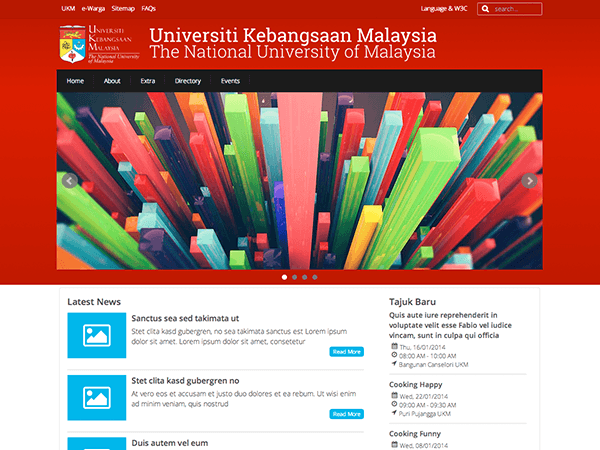 UKM e-Warga Sitemap FAQs Language & W3C search...
UNIVERSITI
KEBANGSAAN
MALAYSIA
The National University
of Malaysia
Universiti Kebangsaan Malaysia
The National University of Malaysia
Home About Extra Directory Events
Latest News
Sanctus sea sed takimata ut
Stet clita kasd gubergren, no sea takimata sanctus est Lorem ipsum
dolor sit amet. Lorem ipsum dolor sit amet, consetetur
Read More
Stet clita kasd gubergren no
At vero eos et accusam et justo duo dolores et ea rebum. Ut wisi enim
ad minim veniam, quis nostrud
Read More
Duis autem vel eum
Tajuk Baru
Quis aute iure reprehenderit in
voluptate velit esse Fabio vel iudice
vincam, sunt in culpa qui officia
Thu, 16/01/2014
08:00 AM - 10:00 AM
Bangunan Canselori UKM
Cooking Happy
Wed, 22/01/2014
09:00 AM - 09:30 AM
Puri Pujangga UKM
Cooking Funny
Wed, 08/01/2014